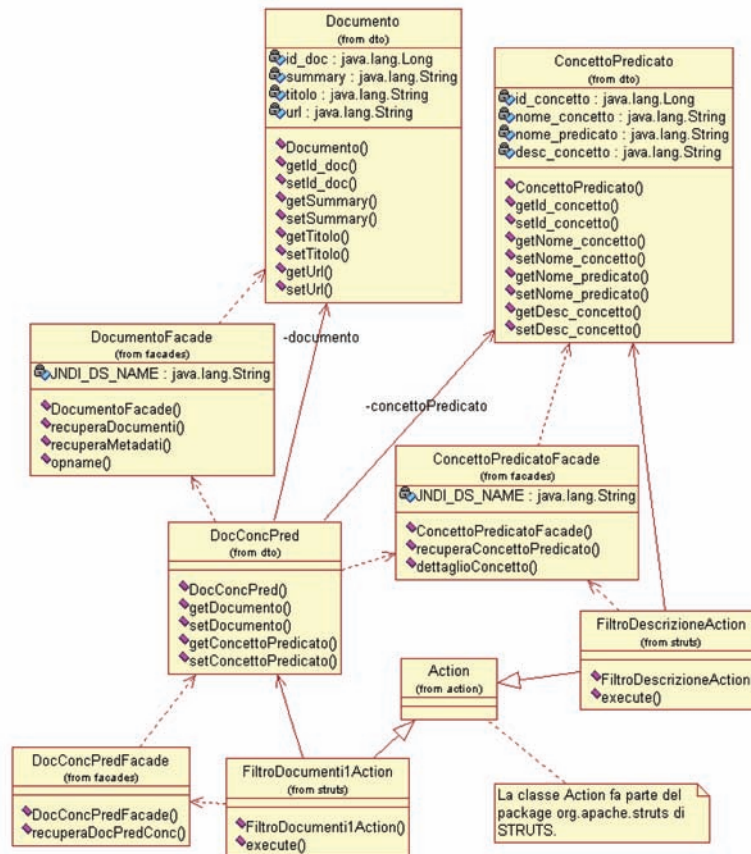 Documento
(from dto)
id_doc : java.lang.Long
summary : java.lang.String
titolo : java.lang.String
url : java.lang.String
Documento()
getId_doc()
setId_doc()
getSummary()
setSummary()
getTitolo()
setTitolo()
getUrl()
setUrl()
ConcettoPredicato
(from dto)
id_concetto : java.lang.Long
nome_concetto : java.lang.String
nome_predicato : java.lang.String
desc_concetto : java.lang.String
ConcettoPredicato()
getId_concetto()
setId_concetto()
getNome_concetto()
setNome_concetto()
getNome_predicato()
setNome_predicato()
getDesc_concetto()
setDesc_concetto()
DocumentoFacade
(from facades)
JNDI_DS_NAME : java.lang.String
DocumentoFacade()
recuperaDocumenti()
recuperaMetadati()
opname()
-documento
-concettoPredicato
ConcettoPredicatoFacade
(from facades)
JNDI_DS_NAME : java.lang.String
ConcettoPredicatoFacade()
recuperaConcettoPredicato()
dettaglioConcetto()
DocConcPred
(from dto)
DocConcPred()
getDocumento()
setDocumento()
getConcettoPredicato()
setConcettoPredicato()
FiltroDescrizioneAction
(from struts)
FiltroDescrizioneAction
execute()
Action
(from action)
DocConcPredFacade
(from facades)
DocConcPredFacade()
recuperaDocPredConc()
FiltroDocumenti1Action
(from struts)
FiltroDocumenti1Action()
execute()
La classe Action fa parte del
package org.apache.struts di
STRUTS.